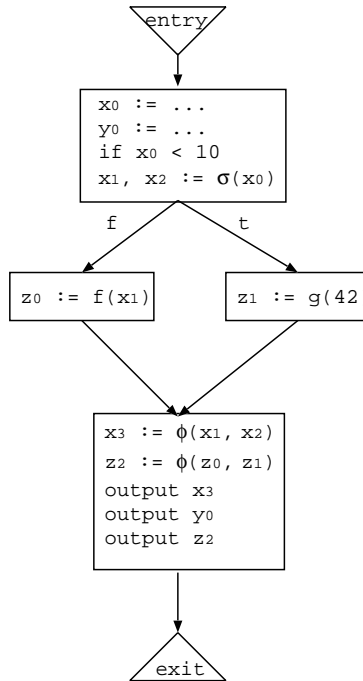 entry
x0 := ...
y0 := ...
if x0 < 10
x1, x2 := σ(x0)
f
t
z0 := f(x1)
z1 := g(42
x3 := ϕ(x1, x2)
z2 := ϕ(z0, z1)
output x3
output y0
output z2
exit